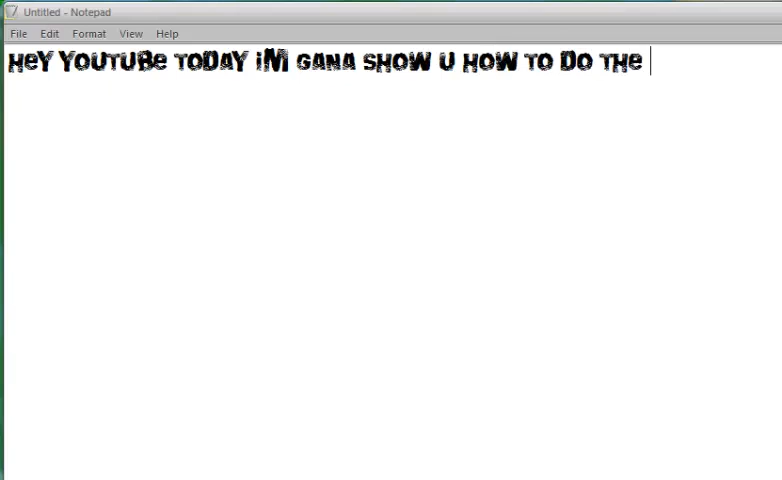 Untitled - Notepad
File Edit Format View Help
HeY YOUTUBe TODAY iM GANA SHOW U HOW TO DO THe